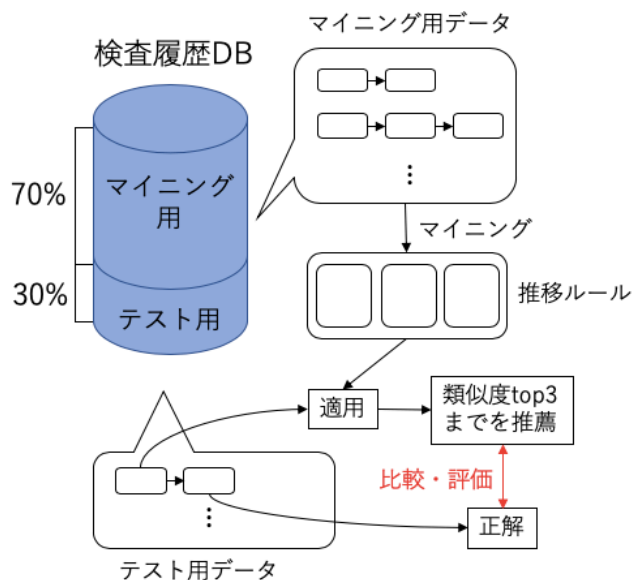 マイニング用データ
検査履歴DB
70%
マイニング
用
30%
テスト用
⋮
マイニング
推移ルール
適用
類似度top3
までを推薦
比較・評価
正解
⋮
テスト用データ